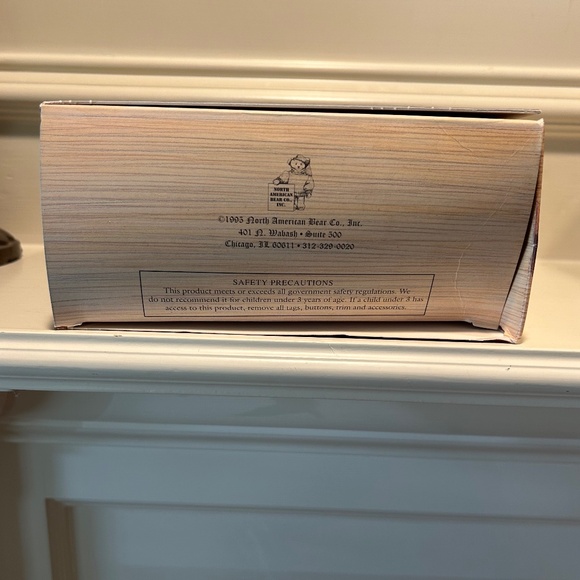 NORTH
AMERICAN
BEAR CO.,
INC.
©1995 North American Bear Co., Inc.
401 N. Wabash • Suite 500
Chicago, IL 60611 • 312-329-0020
SAFETY PRECAUTIONS
This product meets or exceeds all government safety regulations. We
do not recommend it for children under 3 years of age. If a child under 3 has
access to this product, remove all tags, buttons, trim and accessories.